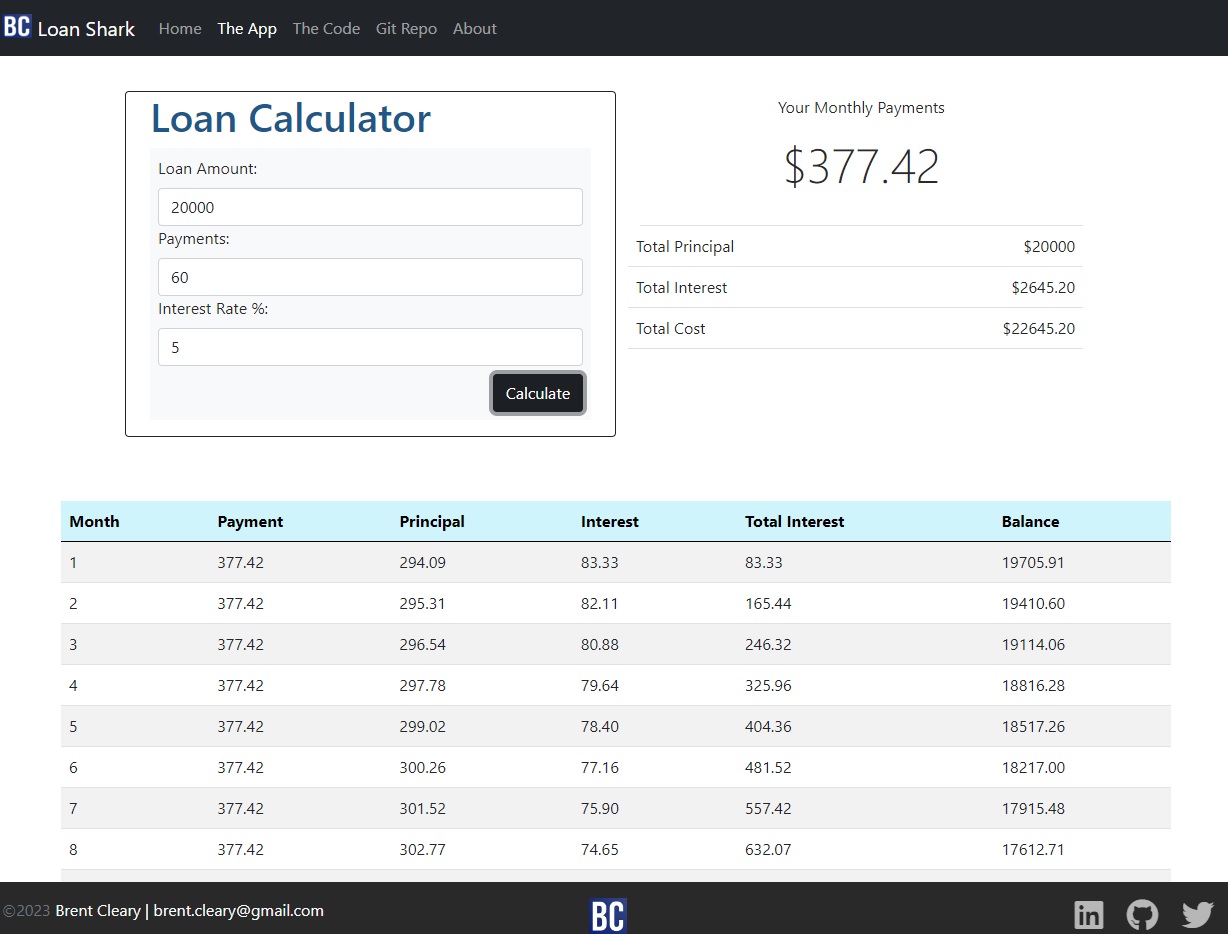 BC Loan Shark Home The App The Code Git Repo About
Loan Calculator
Loan Amount:
20000
Payments:
60
Interest Rate %:
5
Calculate
Your Monthly Payments
$377.42
Total Principal $20000
Total Interest $2645.20
Total Cost $22645.20
Month Payment Principal Interest Total Interest Balance
1 377.42 294.09 83.33 83.33 19705.91
2 377.42 295.31 82.11 165.44 19410.60
3 377.42 296.54 80.88 246.32 19114.06
4 377.42 297.78 79.64 325.96 18816.28
5 377.42 299.02 78.40 404.36 18517.26
6 377.42 300.26 77.16 481.52 18217.00
7 377.42 301.52 75.90 557.42 17915.48
8 377.42 302.77 74.65 632.07 17612.71
©2023 Brent Cleary | brent.cleary@gmail.com BC in